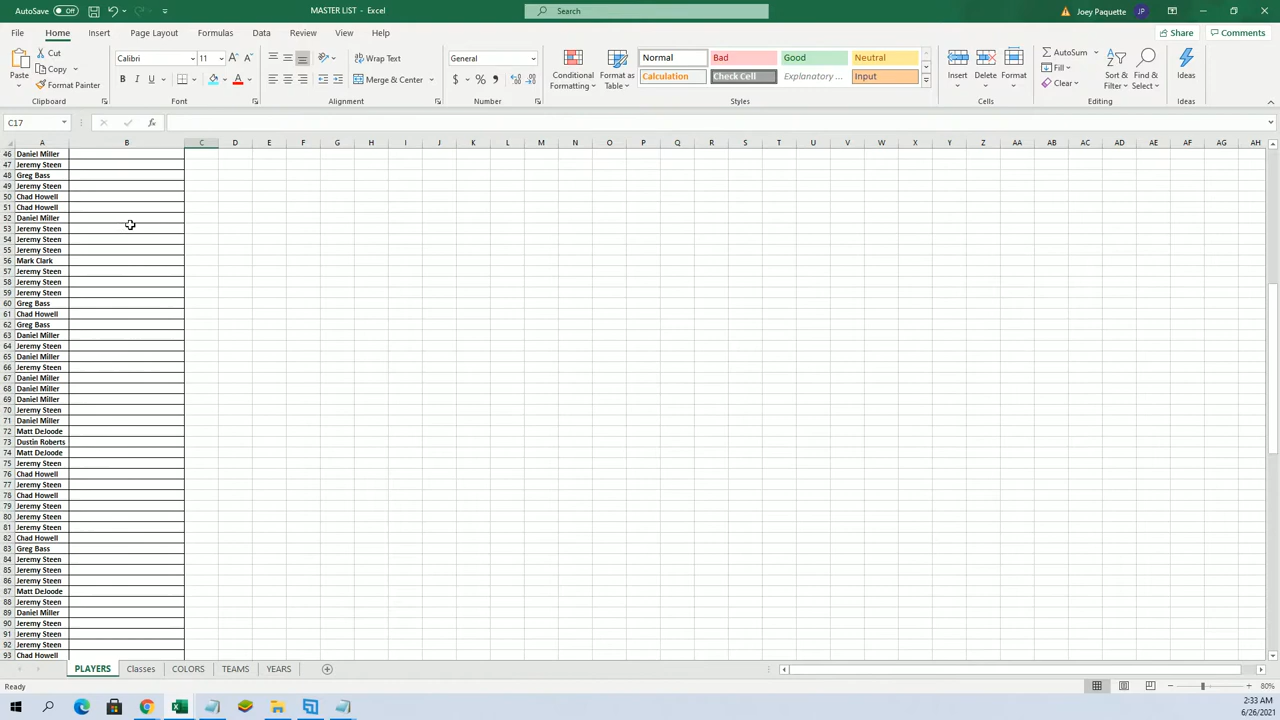 AutoSave Off MASTER LIST - Excel Search Joey Paquette JP
File Home Insert Page Layout Formulas Data Review View Help Share Comments
Paste Cut Copy Format Painter Clipboard
Calibri 11 A A B I U A Font
Wrap Text Merge & Center Alignment
General $ % Number
Conditional Formatting Format as Table
Normal Bad Good Neutral
Calculation Check Cell Explanatory ... Input
Styles
Insert Delete Format Cells
AutoSum Fill Clear Sort & Filter Find & Select Editing
Ideas Ideas
C17 fx
A B C D E F G H I J K L M N O P Q R S T U V W X Y Z AA AB AC AD AE AF AG AH
46 Daniel Miller
47 Jeremy Steen
48 Greg Bass
49 Jeremy Steen
50 Chad Howell
51 Chad Howell
52 Daniel Miller
53 Jeremy Steen
54 Jeremy Steen
55 Jeremy Steen
56 Mark Clark
57 Jeremy Steen
58 Jeremy Steen
59 Jeremy Steen
60 Greg Bass
61 Chad Howell
62 Greg Bass
63 Daniel Miller
64 Jeremy Steen
65 Daniel Miller
66 Jeremy Steen
67 Daniel Miller
68 Daniel Miller
69 Daniel Miller
70 Jeremy Steen
71 Daniel Miller
72 Matt DeJoode
73 Dustin Roberts
74 Matt DeJoode
75 Jeremy Steen
76 Chad Howell
77 Jeremy Steen
78 Chad Howell
79 Jeremy Steen
80 Jeremy Steen
81 Jeremy Steen
82 Chad Howell
83 Greg Bass
84 Jeremy Steen
85 Jeremy Steen
86 Jeremy Steen
87 Matt DeJoode
88 Jeremy Steen
89 Daniel Miller
90 Jeremy Steen
91 Jeremy Steen
92 Jeremy Steen
93 Chad Howell
PLAYERS Classes COLORS TEAMS YEARS
Ready 80%
2:33 AM
6/26/2021